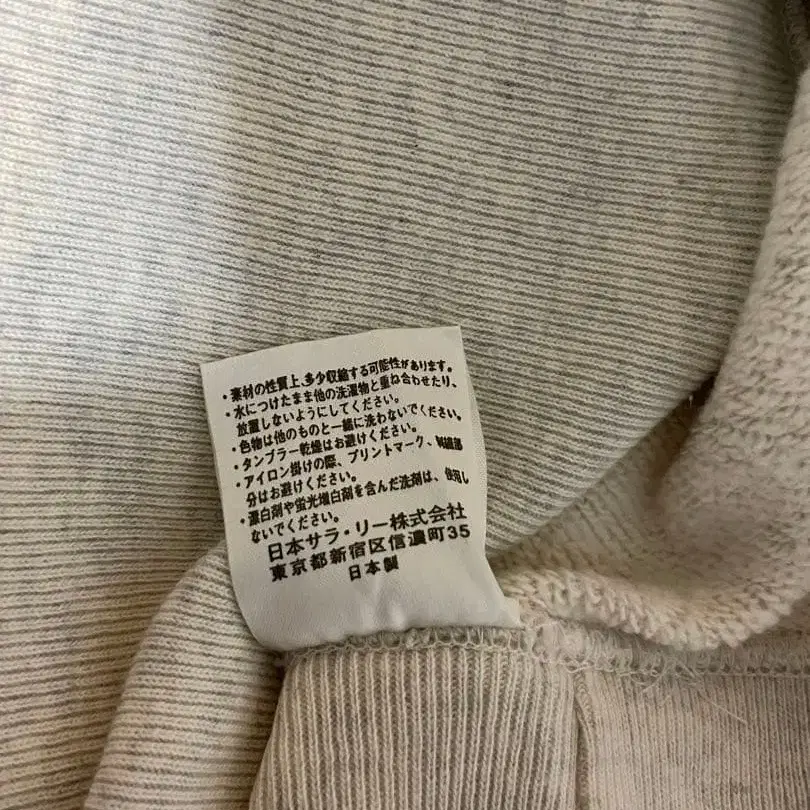 ・素材の性質上、多少収縮する可能性があります。
・水につけたまま他の洗濯物と重ね合わせたり、
放置しないようにしてください。
・色物は他のものと一緒に洗わないでください。
・タンブラー乾燥はお避けください。
・アイロン掛けの際、プリントマーク、刺繍部
分はお避けください。
・漂白剤や蛍光増白剤を含んだ洗剤は、使用し
ないでください。
日本サラ・リー株式会社
東京都新宿区信濃町35
日本製